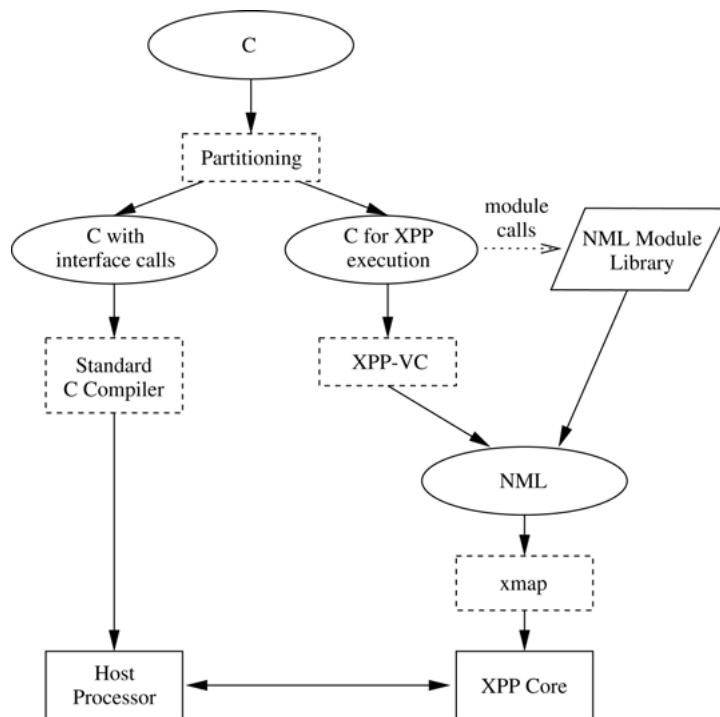 C
Partitioning
C with
interface calls
C for XPP
execution
module
calls
NML Module
Library
Standard
C Compiler
XPP-VC
NML
xmap
Host
Processor
XPP Core